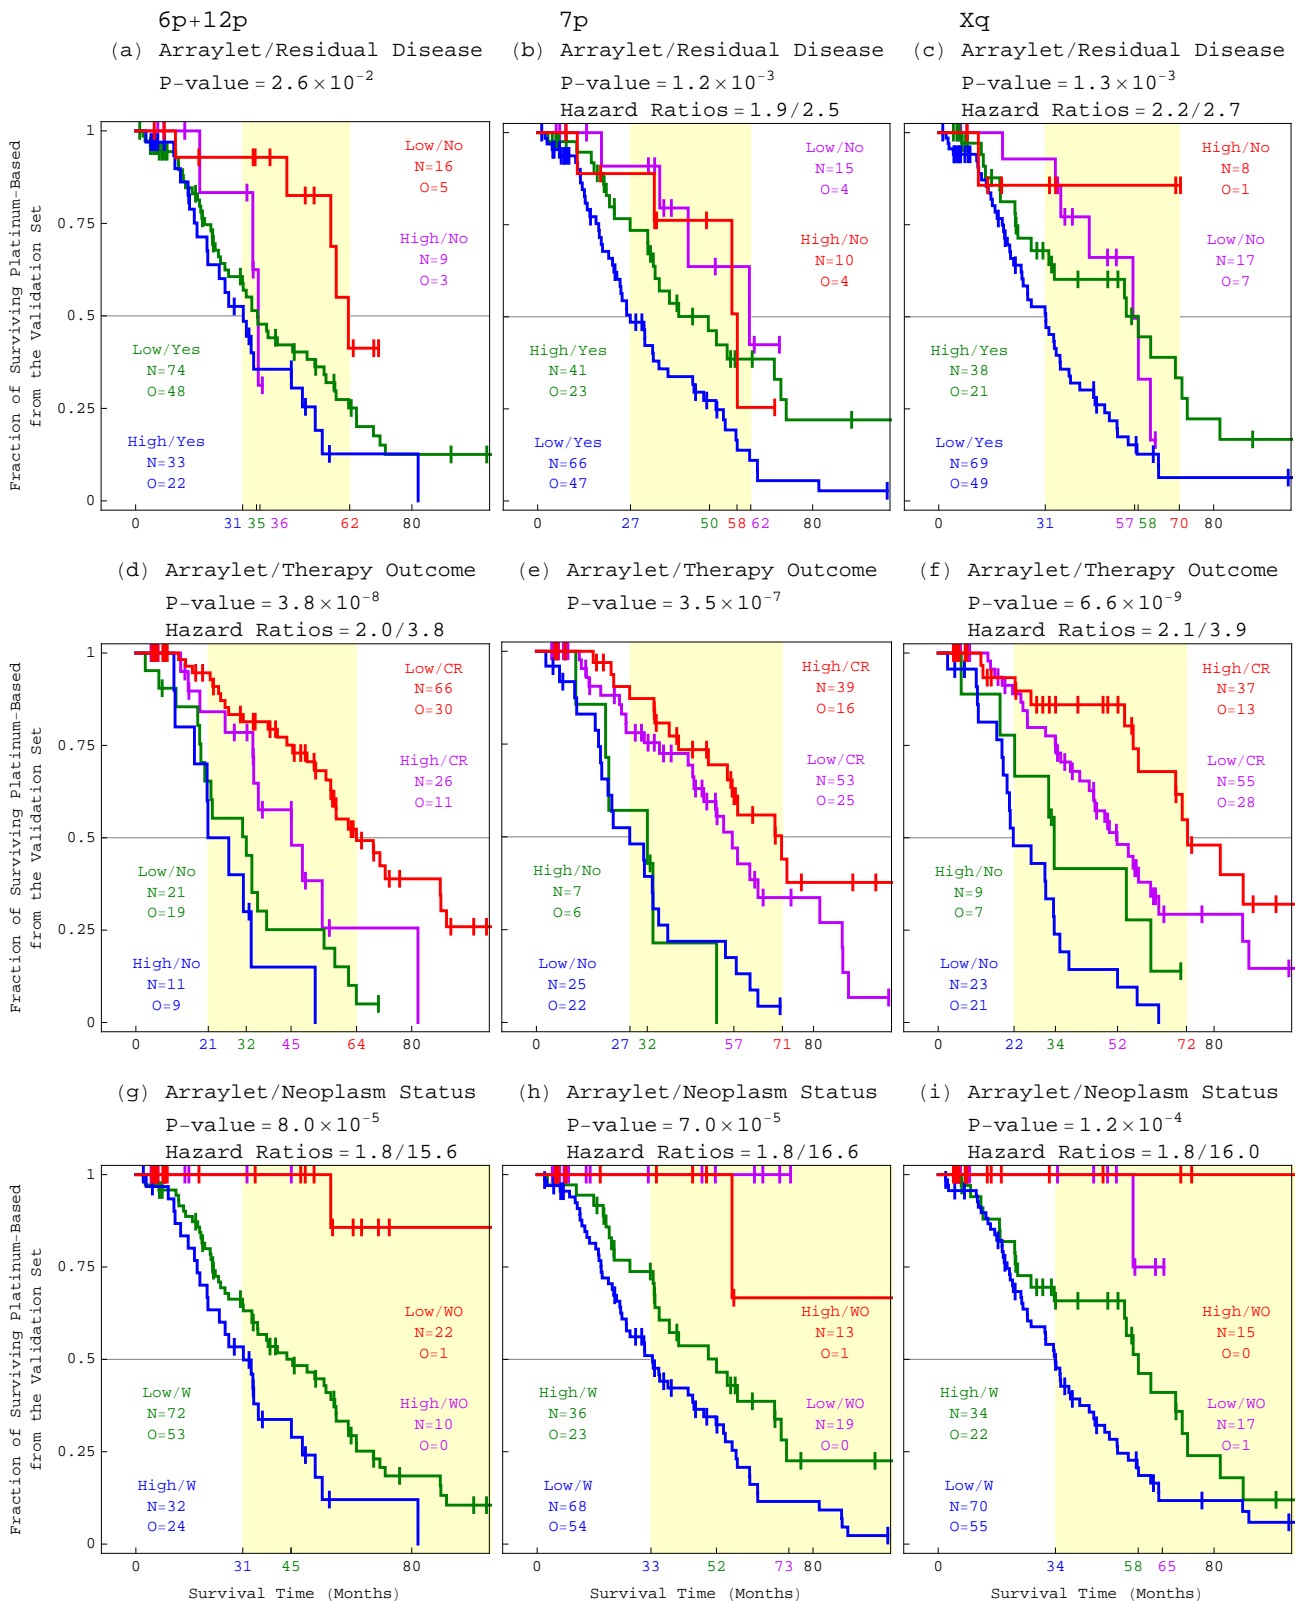 6p+12p
(a) Arraylet/Residual Disease
P-value = 2.6 × 10⁻²
7p
(b) Arraylet/Residual Disease
P-value = 1.2 × 10⁻³
Hazard Ratios = 1.9/2.5
Xq
(c) Arraylet/Residual Disease
P-value = 1.3 × 10⁻³
Hazard Ratios = 2.2/2.7
Fraction of Surviving Platinum-Based
from the Validation Set
1
0.75
0.5
0.25
0
Low/No
N=16
O=5
High/No
N=9
O=3
Low/Yes
N=74
O=48
High/Yes
N=33
O=22
0 31 35 36 62 80
Low/No
N=15
O=4
High/No
N=10
O=4
High/Yes
N=41
O=23
Low/Yes
N=66
O=47
0 27 50 58 62 80
High/No
N=8
O=1
Low/No
N=17
O=7
High/Yes
N=38
O=21
Low/Yes
N=69
O=49
0 31 57 58 70 80
(d) Arraylet/Therapy Outcome
P-value = 3.8 × 10⁻⁸
Hazard Ratios = 2.0/3.8
(e) Arraylet/Therapy Outcome
P-value = 3.5 × 10⁻⁷
(f) Arraylet/Therapy Outcome
P-value = 6.6 × 10⁻⁹
Hazard Ratios = 2.1/3.9
Fraction of Surviving Platinum-Based
from the Validation Set
1
0.75
0.5
0.25
0
Low/CR
N=66
O=30
High/CR
N=26
O=11
Low/No
N=21
O=19
High/No
N=11
O=9
0 21 32 45 64 80
High/CR
N=39
O=16
Low/CR
N=53
O=25
High/No
N=7
O=6
Low/No
N=25
O=22
0 27 32 57 71 80
High/CR
N=37
O=13
Low/CR
N=55
O=28
High/No
N=9
O=7
Low/No
N=23
O=21
0 22 34 52 72 80
(g) Arraylet/Neoplasm Status
P-value = 8.0 × 10⁻⁵
Hazard Ratios = 1.8/15.6
(h) Arraylet/Neoplasm Status
P-value = 7.0 × 10⁻⁵
Hazard Ratios = 1.8/16.6
(i) Arraylet/Neoplasm Status
P-value = 1.2 × 10⁻⁴
Hazard Ratios = 1.8/16.0
Fraction of Surviving Platinum-Based
from the Validation Set
1
0.75
0.5
0.25
0
Low/WO
N=22
O=1
High/WO
N=10
O=0
Low/W
N=72
O=53
High/W
N=32
O=24
0 31 45 80
Survival Time (Months)
High/WO
N=13
O=1
Low/WO
N=19
O=0
High/W
N=36
O=23
Low/W
N=68
O=54
0 33 52 73 80
Survival Time (Months)
High/WO
N=15
O=0
Low/WO
N=17
O=1
High/W
N=34
O=22
Low/W
N=70
O=55
0 34 58 65 80
Survival Time (Months)